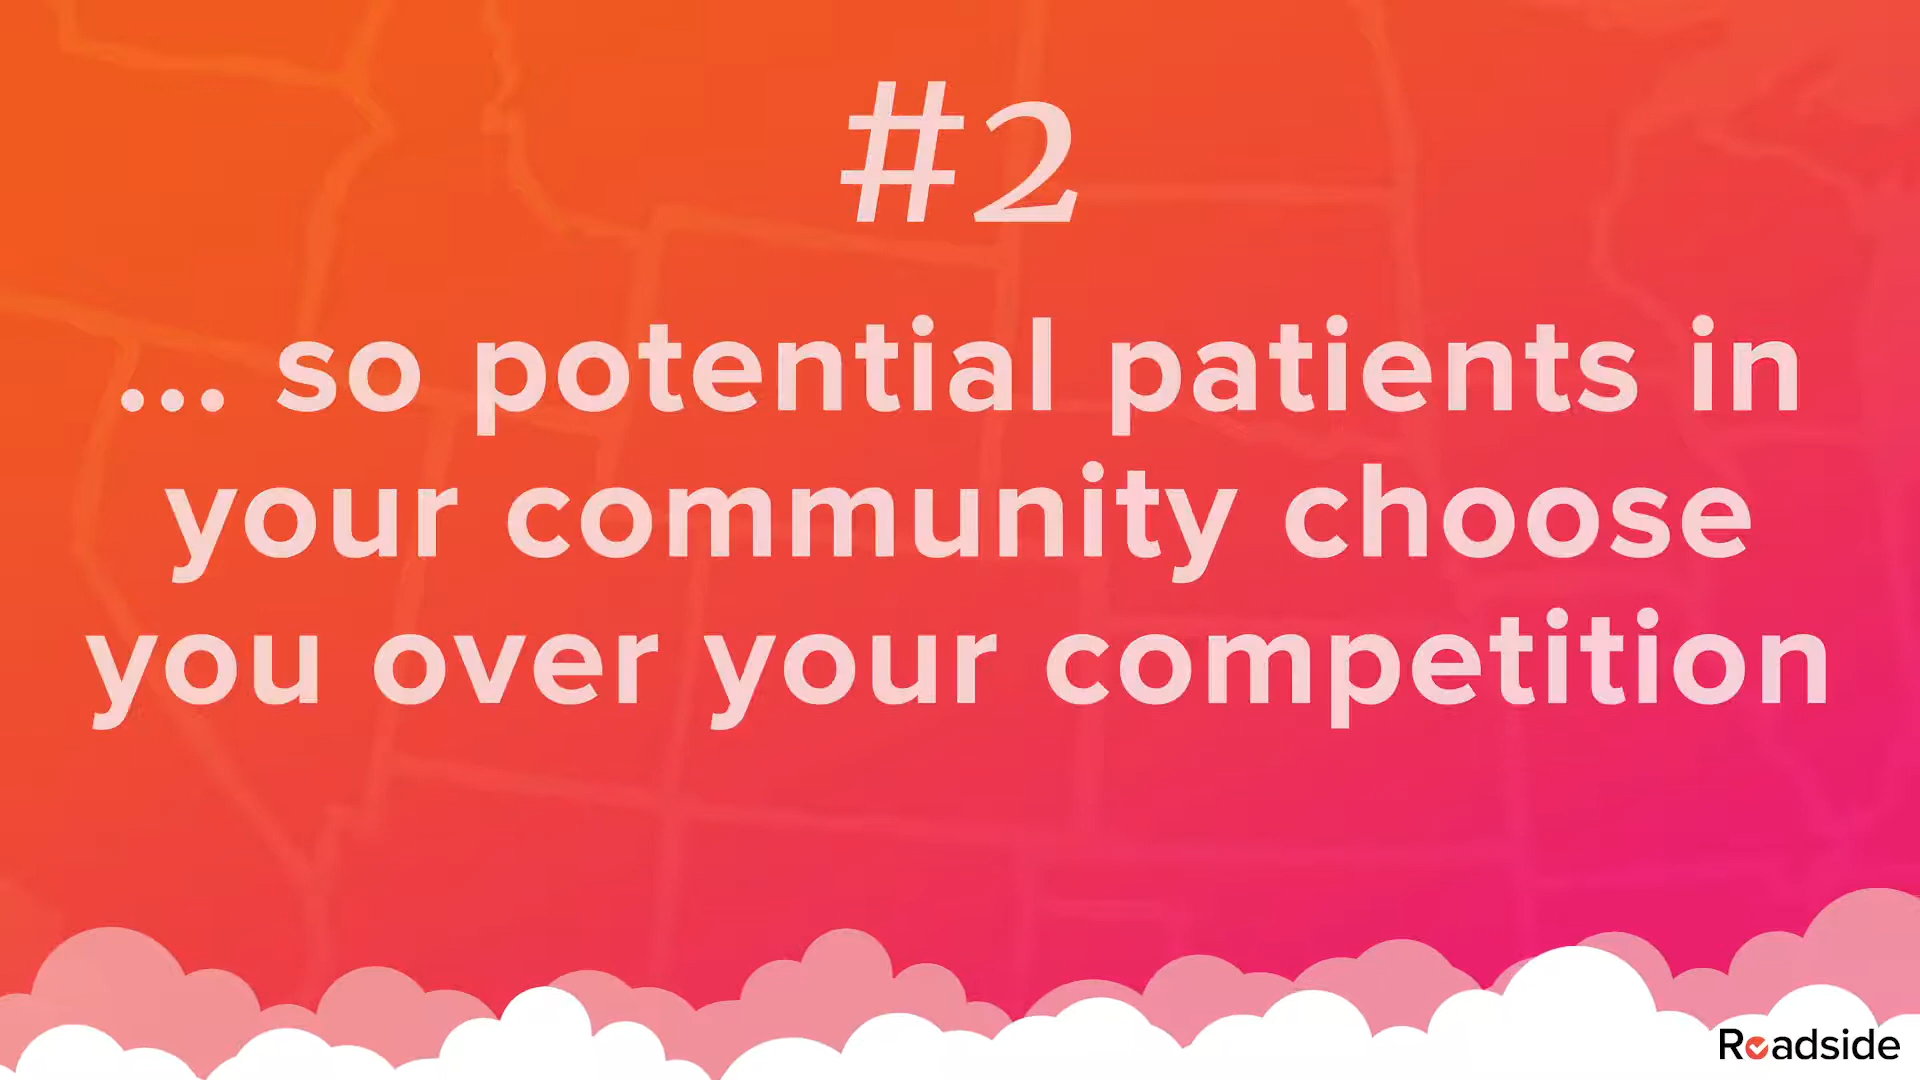 #2
... so potential patients in
your community choose
you over your competition
Roadside